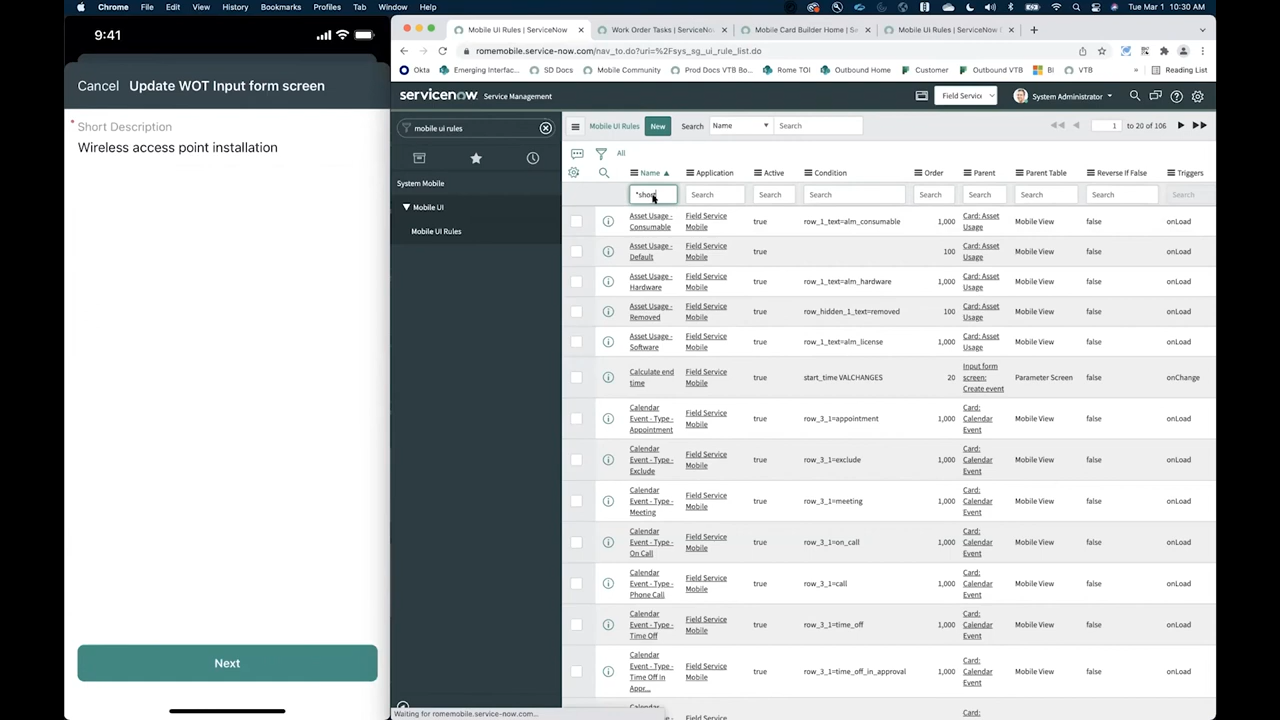 Chrome File Edit View History Bookmarks Profiles Tab Window Help Tue Mar 1 10:30 AM
9:41
Cancel Update WOT Input form screen
* Short Description
Wireless access point installation
Next
Mobile UI Rules | ServiceNow
Work Order Tasks | ServiceNow
Mobile Card Builder Home | S
Mobile UI Rules | ServiceNow
romemobile.service-now.com/nav_to.do?uri=%2Fsys_sg_ui_rule_list.do
Okta Emerging Interfac... SD Docs Mobile Community Prod Docs VTB Bo... Rome TOI Outbound Home Customer Outbound VTB BI VTB » Reading List
servicenow Service Management Field Servic System Administrator
mobile ui rules
System Mobile
Mobile UI
Mobile UI Rules
Mobile UI Rules New Search Name Search 1 to 20 of 106
All
Name Application Active Condition Order Parent Parent Table Reverse If False Triggers
*shor Search Search Search Search Search Search Search Search
Asset Usage - Consumable Field Service Mobile true row_1_text=alm_consumable 1,000 Card: Asset Usage Mobile View false onLoad
Asset Usage - Default Field Service Mobile true 100 Card: Asset Usage Mobile View false onLoad
Asset Usage - Hardware Field Service Mobile true row_1_text=alm_hardware 1,000 Card: Asset Usage Mobile View false onLoad
Asset Usage - Removed Field Service Mobile true row_hidden_1_text=removed 100 Card: Asset Usage Mobile View false onLoad
Asset Usage - Software Field Service Mobile true row_1_text=alm_license 1,000 Card: Asset Usage Mobile View false onLoad
Calculate end time Field Service Mobile true start_time VALCHANGES 20 Input form screen: Create event Parameter Screen false onChange
Calendar Event - Type - Appointment Field Service Mobile true row_3_1=appointment 1,000 Card: Calendar Event Mobile View false onLoad
Calendar Event - Type - Exclude Field Service Mobile true row_3_1=exclude 1,000 Card: Calendar Event Mobile View false onLoad
Calendar Event - Type - Meeting Field Service Mobile true row_3_1=meeting 1,000 Card: Calendar Event Mobile View false onLoad
Calendar Event - Type - On Call Field Service Mobile true row_3_1=on_call 1,000 Card: Calendar Event Mobile View false onLoad
Calendar Event - Type - Phone Call Field Service Mobile true row_3_1=call 1,000 Card: Calendar Event Mobile View false onLoad
Calendar Event - Type - Time Off Field Service Mobile true row_3_1=time_off 1,000 Card: Calendar Event Mobile View false onLoad
Calendar Event - Type - Time Off in Appr... Field Service Mobile true row_3_1=time_off_in_approval 1,000 Card: Calendar Event Mobile View false onLoad
Calendar Field Service Card:
Waiting for romemobile.service-now.com...